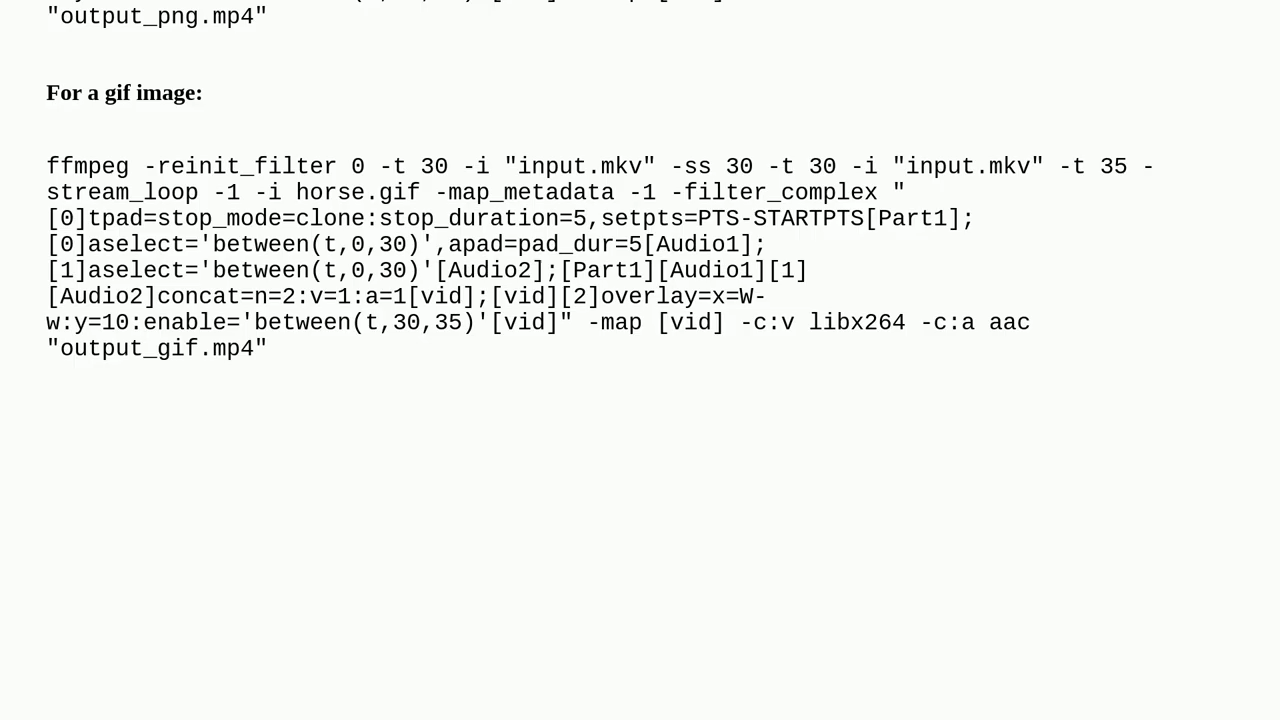 "output_png.mp4"
For a gif image:
ffmpeg -reinit_filter 0 -t 30 -i "input.mkv" -ss 30 -t 30 -i "input.mkv" -t 35 -
stream_loop -1 -i horse.gif -map_metadata -1 -filter_complex "
[0]tpad=stop_mode=clone:stop_duration=5,setpts=PTS-STARTPTS[Part1];
[0]aselect='between(t,0,30)',apad=pad_dur=5[Audio1];
[1]aselect='between(t,0,30)'[Audio2];[Part1][Audio1][1]
[Audio2]concat=n=2:v=1:a=1[vid];[vid][2]overlay=x=W-
w:y=10:enable='between(t,30,35)'[vid]" -map [vid] -c:v libx264 -c:a aac
"output_gif.mp4"